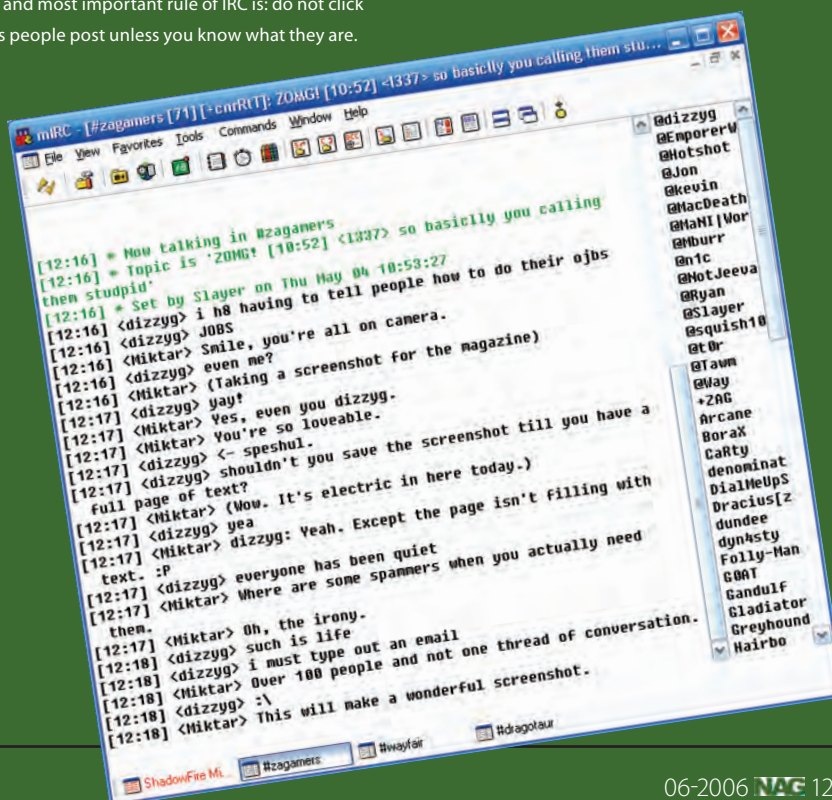 and most important rule of IRC is: do not click
s people post unless you know what they are.
mIRC - [#zagamers [71] [+cnrRtT]: ZOMG! [10:52] <l337> so basiclly you calling them stu...
File View Favorites Tools Commands Window Help
[12:16] * Now talking in #zagamers
[12:16] * Topic is 'ZOMG! [10:52] <l337> so basiclly you calling
them studpid'
[12:16] * Set by Slayer on Thu May 04 10:53:27
[12:16] <dizzyg> i h8 having to tell people how to do their ojbs
[12:16] <dizzyg> JOBS
[12:16] <Miktar> Smile, you're all on camera.
[12:16] <dizzyg> even me?
[12:16] <Miktar> (Taking a screenshot for the magazine)
[12:17] <dizzyg> yay!
[12:17] <Miktar> Yes, even you dizzyg.
[12:17] <Miktar> You're so loveable.
[12:17] <dizzyg> <- speshul.
[12:17] <dizzyg> shouldn't you save the screenshot till you have a
full page of text?
[12:17] <Miktar> (Wow. It's electric in here today.)
[12:17] <dizzyg> yea
[12:17] <Miktar> dizzyg: Yeah. Except the page isn't filling with
text. :P
[12:17] <dizzyg> everyone has been quiet
[12:17] <Miktar> Where are some spammers when you actually need
them.
[12:17] <Miktar> Oh, the irony.
[12:18] <dizzyg> such is life
[12:18] <dizzyg> i must type out an email
[12:18] <Miktar> Over 100 people and not one thread of conversation.
[12:18] <dizzyg> :\
[12:18] <Miktar> This will make a wonderful screenshot.
@dizzyg
@EmporerW
@Hotshot
@Jon
@kevin
@MacDeath
@MaNI|Wor
@Mburr
@n1c
@NotJeeva
@Ryan
@Slayer
@squish10
@t0r
@Tawm
@Way
+ZAG
Arcane
BoraX
CaRty
denominat
DialMeUpS
Dracius[z
dundee
dyn4sty
Folly-Man
G0AT
Gandulf
Gladiator
Greyhound
Hairbo
ShadowFire Mi...
#zagamers
#wayfair
#dragotaur
06-2006 NAG 12